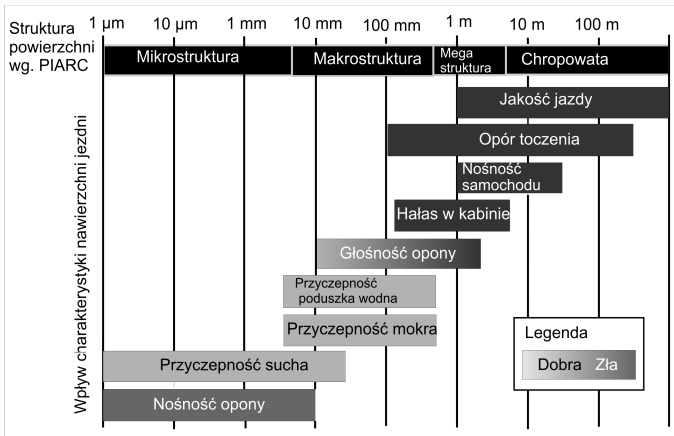 Struktura
powierzchni
wg. PIARC
1 µm 10 µm 1 mm 10 mm 100 mm 1 m 10 m 100 m
Mikrostruktura Makrostruktura Mega
struktura Chropowata
Wpływ charakterystyki nawierzchni jezdni
Jakość jazdy
Opór toczenia
Nośność
samochodu
Hałas w kabinie
Głośność opony
Przyczepność
poduszka wodna
Przyczepność mokra
Przyczepność sucha
Nośność opony
Legenda
Dobra Zła